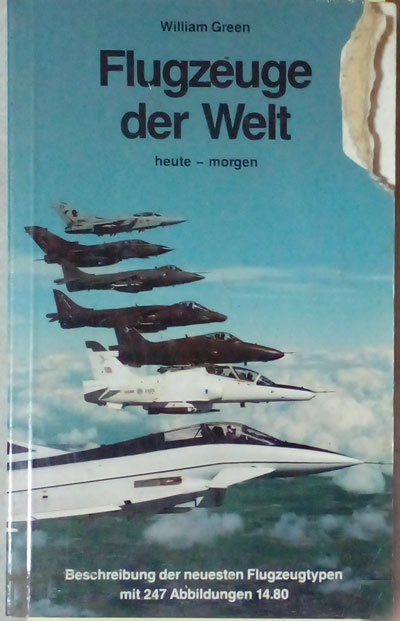 William Green
Flugzeuge
der Welt
heute – morgen
Beschreibung der neuesten Flugzeugtypen
mit 247 Abbildungen 14.80